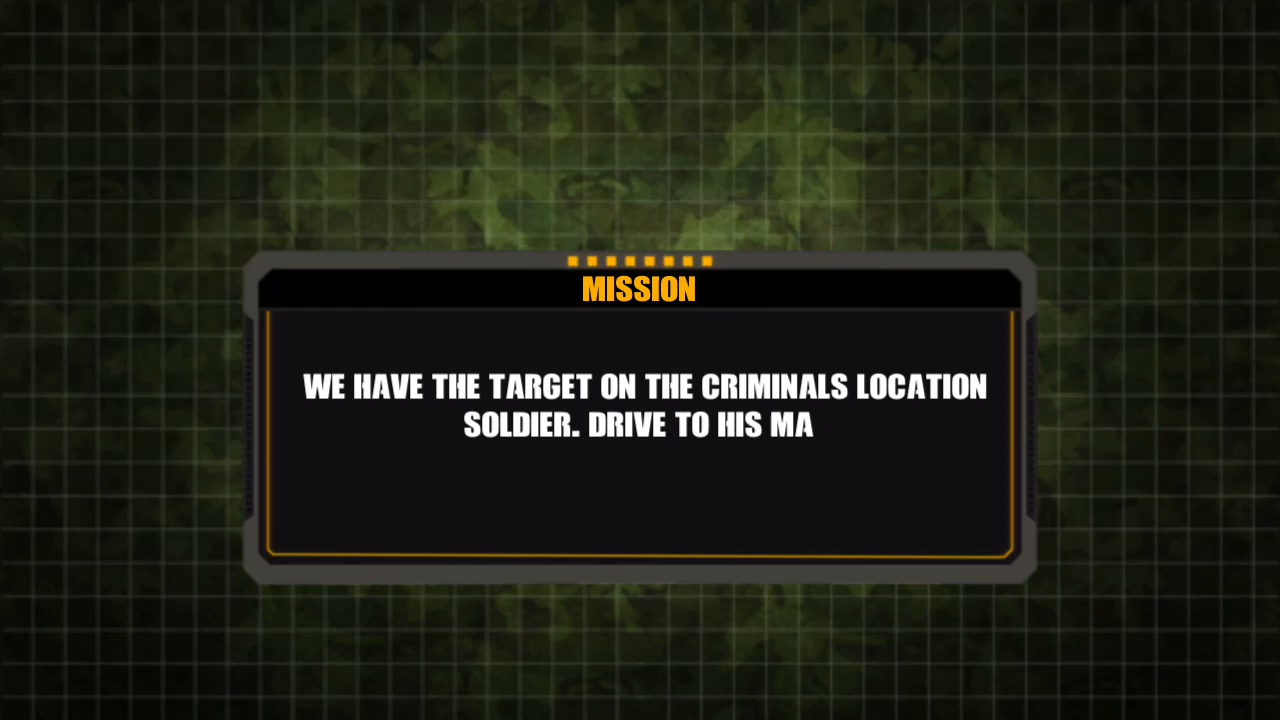 MISSION
WE HAVE THE TARGET ON THE CRIMINALS LOCATION
SOLDIER. DRIVE TO HIS MA